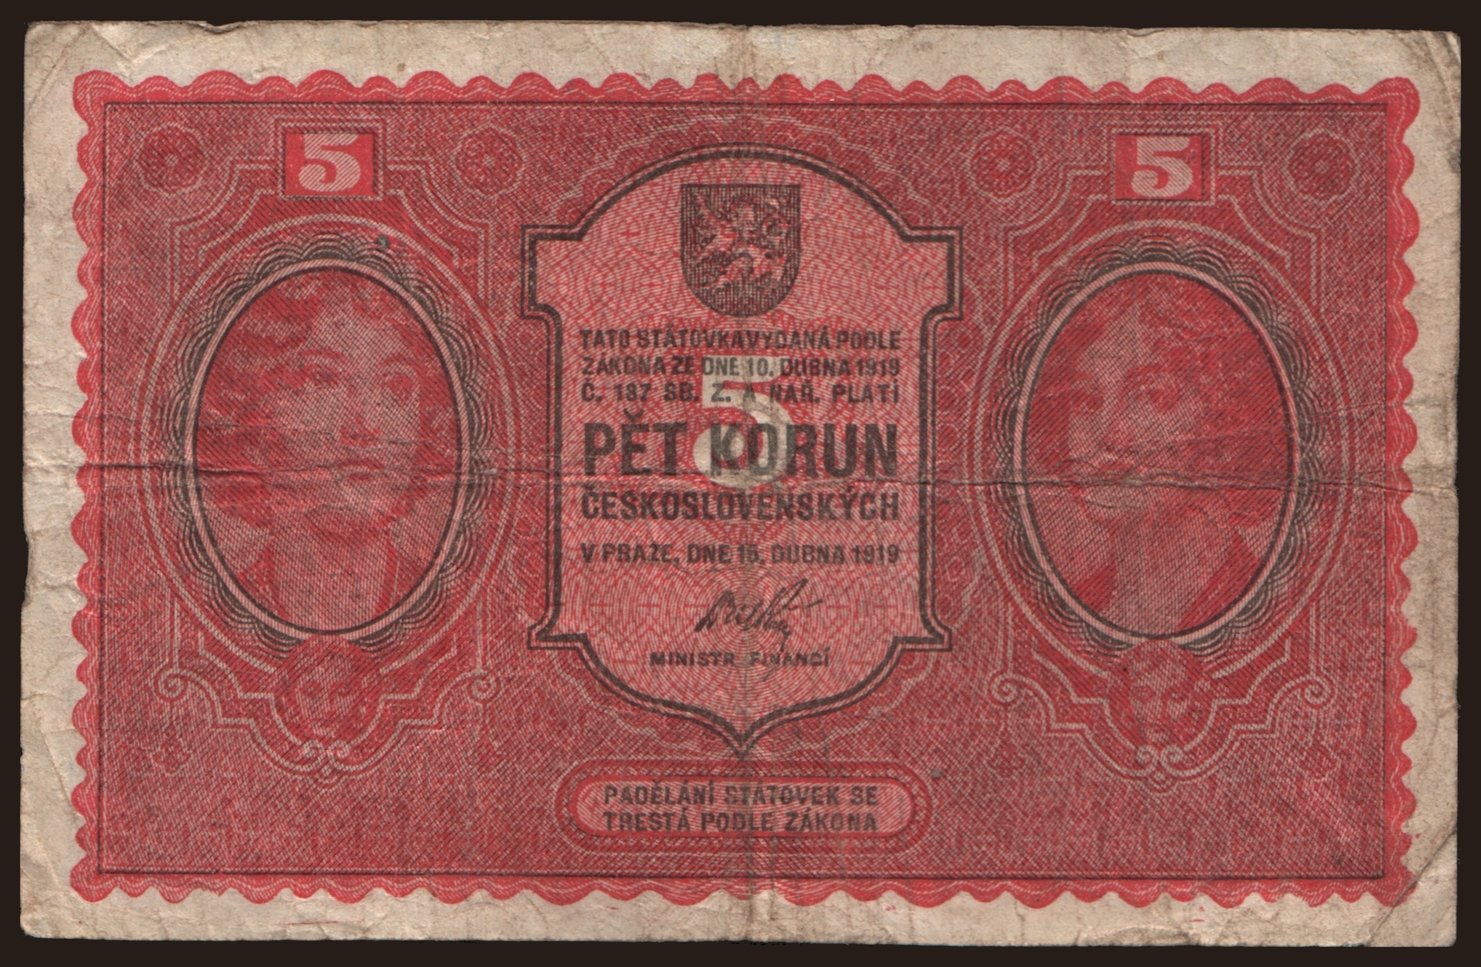 5
5
TATO STÁTOVKA VYDANÁ PODLE
ZÁKONA ZE DNE 10. DUBNA 1919
Č. 187 SB. Z. A NAŘ. PLATÍ
5
PĚT KORUN
ČESKOSLOVENSKÝCH
V PRAZE, DNE 15. DUBNA 1919
MINISTR FINANCÍ
PADĚLÁNÍ STÁTOVEK SE
TRESTÁ PODLE ZÁKONA